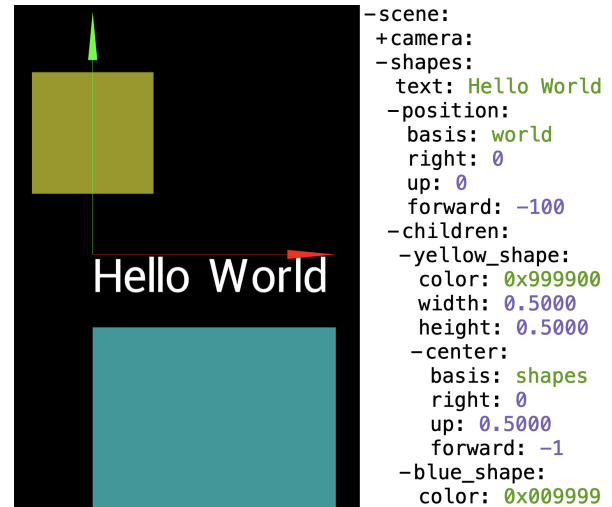 Hello World
-scene:
+camera:
-shapes:
text: Hello World
-position:
basis: world
right: 0
up: 0
forward: -100
-children:
-yellow_shape:
color: 0x999900
width: 0.5000
height: 0.5000
-center:
basis: shapes
right: 0
up: 0.5000
forward: -1
-blue_shape:
color: 0x009999